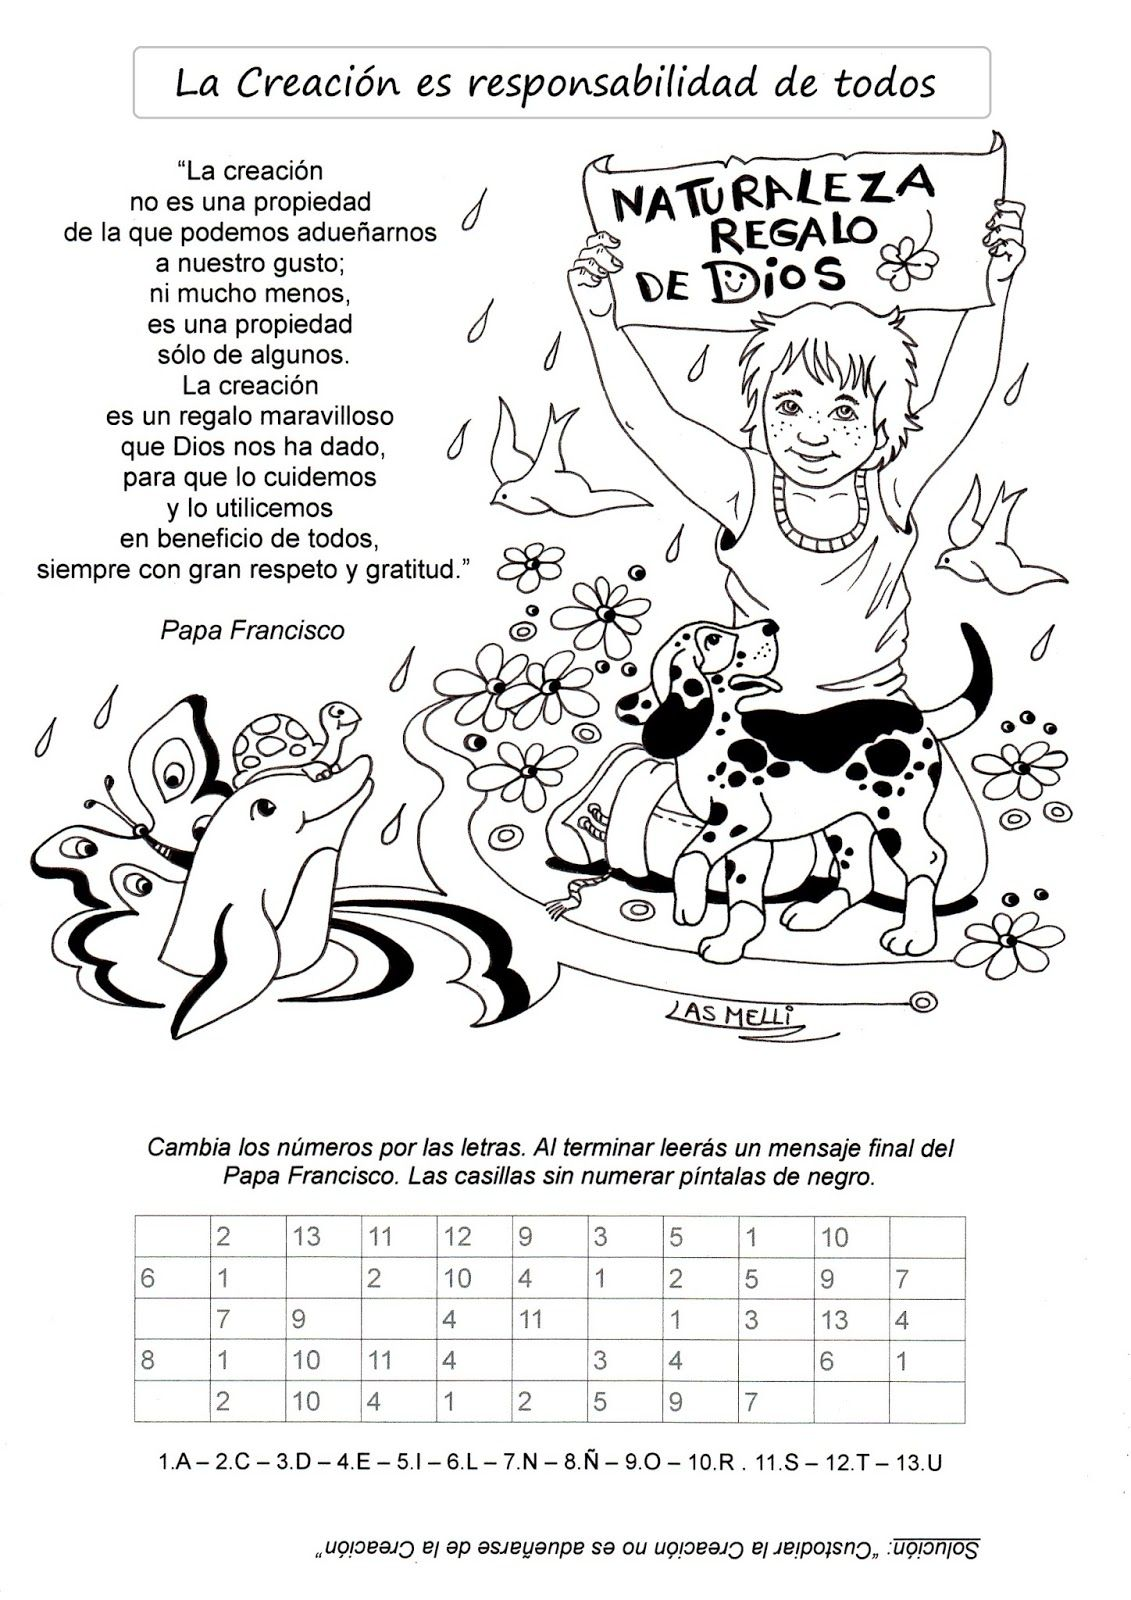 La Creación es responsabilidad de todos
“La creación
no es una propiedad
de la que podemos adueñarnos
a nuestro gusto;
ni mucho menos,
es una propiedad
sólo de algunos.
La creación
es un regalo maravilloso
que Dios nos ha dado,
para que lo cuidemos
y lo utilicemos
en beneficio de todos,
siempre con gran respeto y gratitud.”
Papa Francisco
NATURALEZA
REGALO
DE DiOS
LAS MELLi
Cambia los números por las letras. Al terminar leerás un mensaje final del
Papa Francisco. Las casillas sin numerar píntalas de negro.
2 13 11 12 9 3 5 1 10
6 1 2 10 4 1 2 5 9 7
7 9 4 11 1 3 13 4
8 1 10 11 4 3 4 6 1
2 10 4 1 2 5 9 7
1.A – 2.C – 3.D – 4.E – 5.I – 6.L – 7.N – 8.Ñ – 9.O – 10.R . 11.S – 12.T – 13.U
Solución: “Custodiar la Creación no es adueñarse de la Creación”